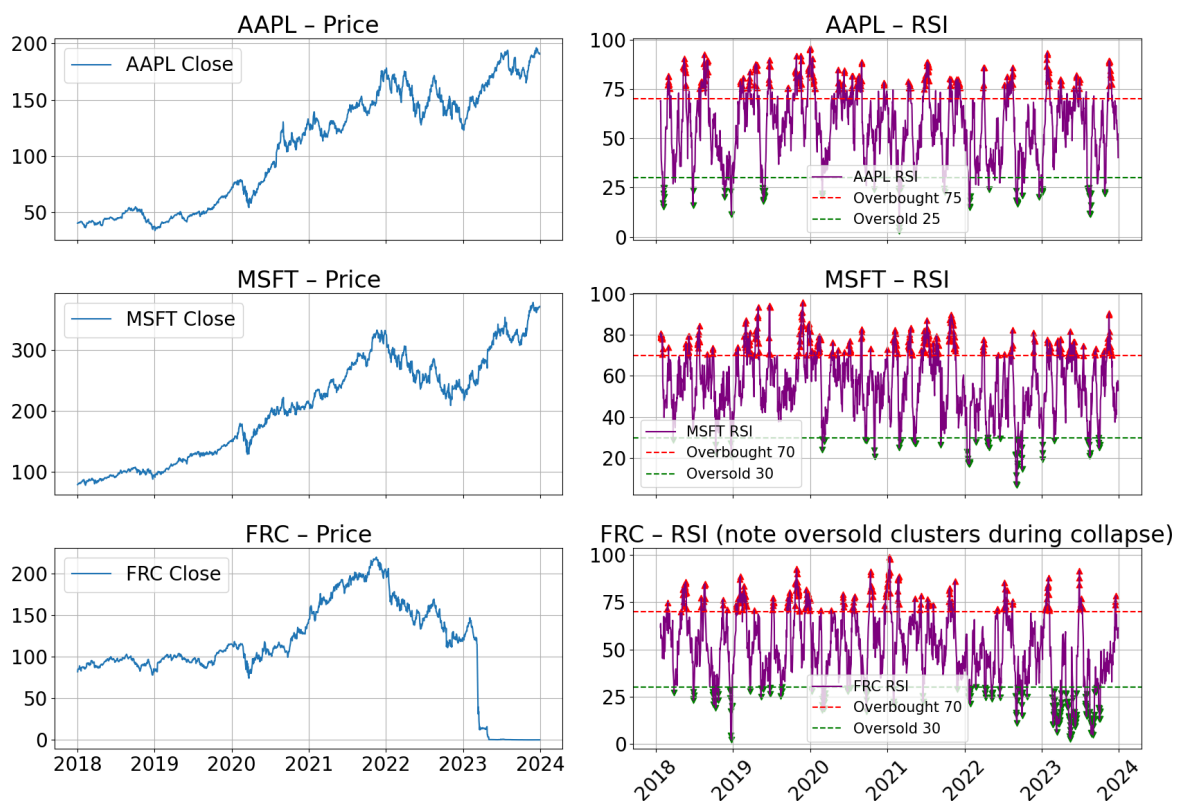 AAPL – Price
200
150
100
50
AAPL Close
AAPL – RSI
100
75
50
25
0
AAPL RSI
Overbought 75
Oversold 25
MSFT – Price
300
200
100
MSFT Close
MSFT – RSI
100
80
60
40
20
MSFT RSI
Overbought 70
Oversold 30
FRC – Price
200
150
100
50
0
FRC Close
2018 2019 2020 2021 2022 2023 2024
FRC – RSI (note oversold clusters during collapse)
100
75
50
25
0
FRC RSI
Overbought 70
Oversold 30
2018 2019 2020 2021 2022 2023 2024